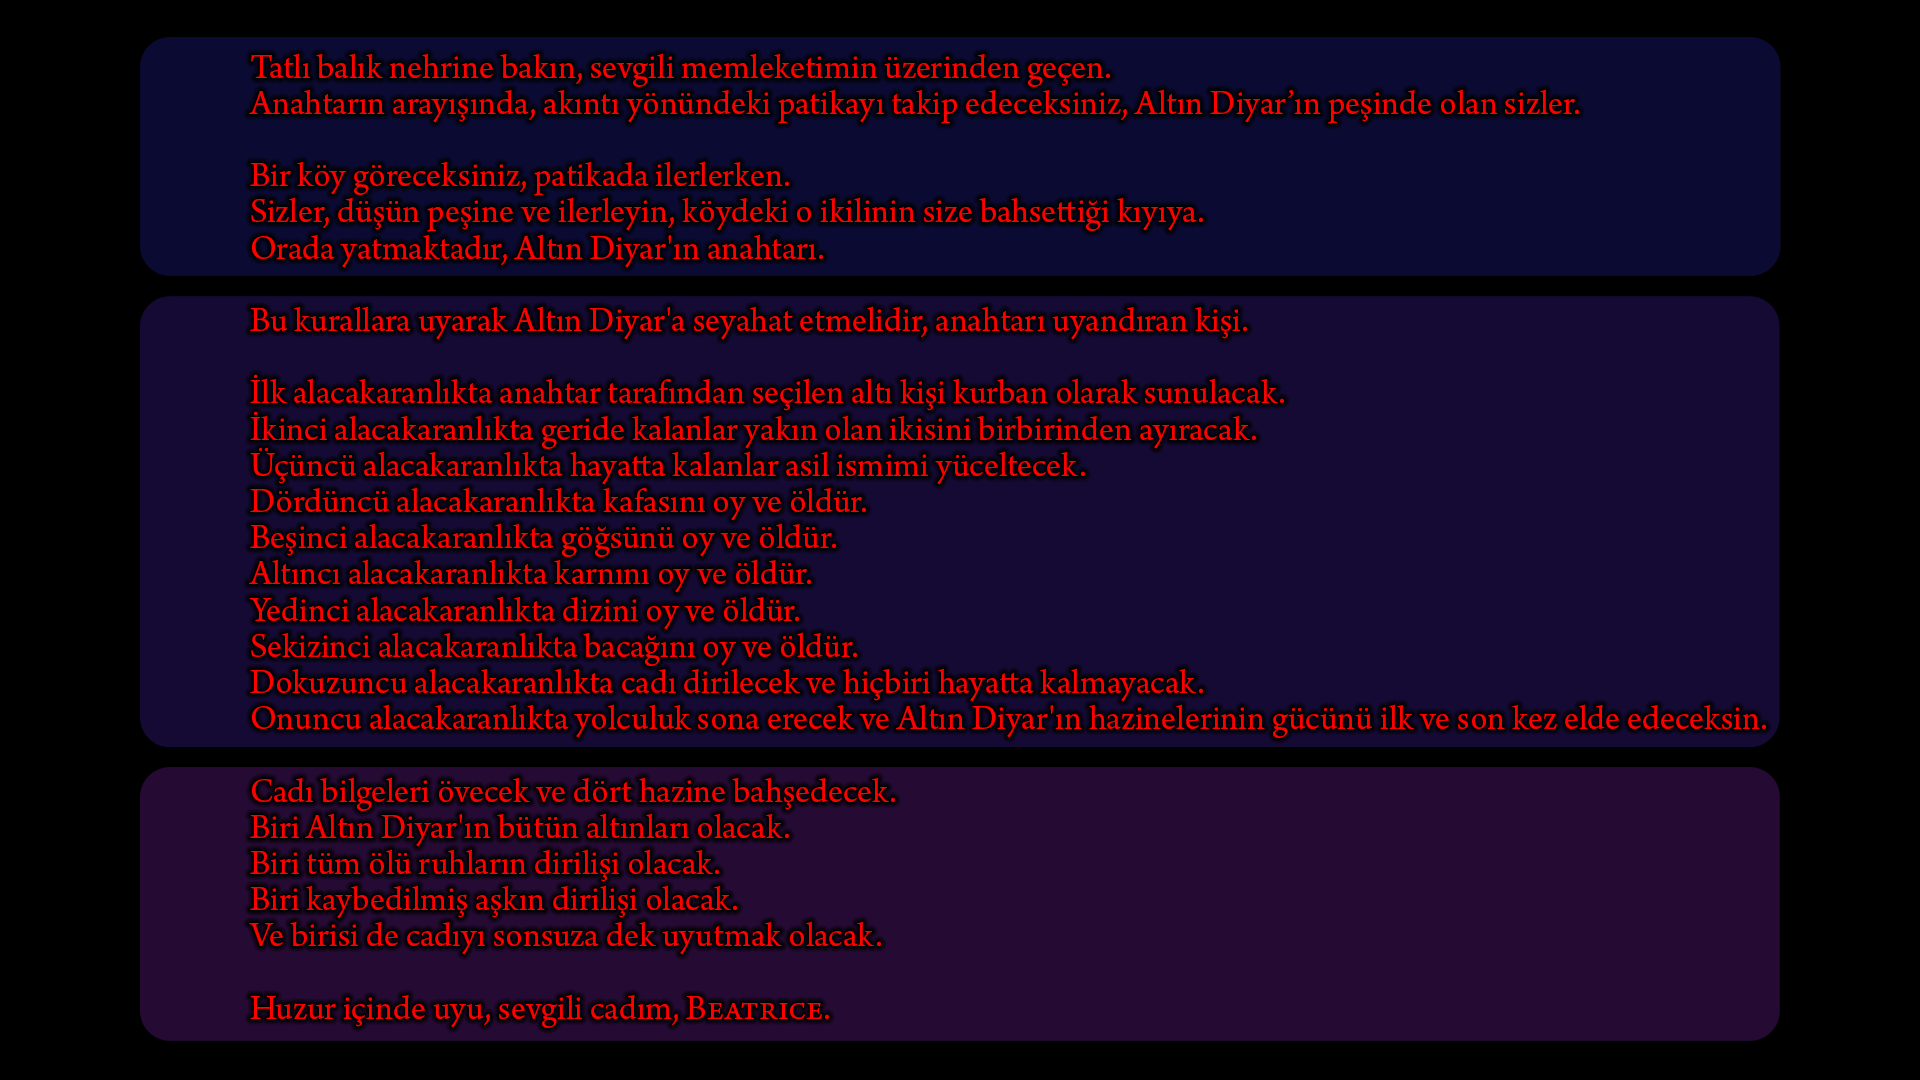 Tatlı balık nehrine bakın, sevgili memleketimin üzerinden geçen.
Anahtarın arayışında, akıntı yönündeki patikayı takip edeceksiniz, Altın Diyar’ın peşinde olan sizler.
Bir köy göreceksiniz, patikada ilerlerken.
Sizler, düşün peşine ve ilerleyin, köydeki o ikilinin size bahsettiği kıyıya.
Orada yatmaktadır, Altın Diyar'ın anahtarı.
Bu kurallara uyarak Altın Diyar'a seyahat etmelidir, anahtarı uyandıran kişi.
İlk alacakaranlıkta anahtar tarafından seçilen altı kişi kurban olarak sunulacak.
İkinci alacakaranlıkta geride kalanlar yakın olan ikisini birbirinden ayıracak.
Üçüncü alacakaranlıkta hayatta kalanlar asil ismimi yüceltecek.
Dördüncü alacakaranlıkta kafasını oy ve öldür.
Beşinci alacakaranlıkta göğsünü oy ve öldür.
Altıncı alacakaranlıkta karnını oy ve öldür.
Yedinci alacakaranlıkta dizini oy ve öldür.
Sekizinci alacakaranlıkta bacağını oy ve öldür.
Dokuzuncu alacakaranlıkta cadı dirilecek ve hiçbiri hayatta kalmayacak.
Onuncu alacakaranlıkta yolculuk sona erecek ve Altın Diyar'ın hazinelerinin gücünü ilk ve son kez elde edeceksin.
Cadı bilgeleri övecek ve dört hazine bahşedecek.
Biri Altın Diyar'ın bütün altınları olacak.
Biri tüm ölü ruhların dirilişi olacak.
Biri kaybedilmiş aşkın dirilişi olacak.
Ve birisi de cadıyı sonsuza dek uyutmak olacak.
Huzur içinde uyu, sevgili cadım, BEATRICE.